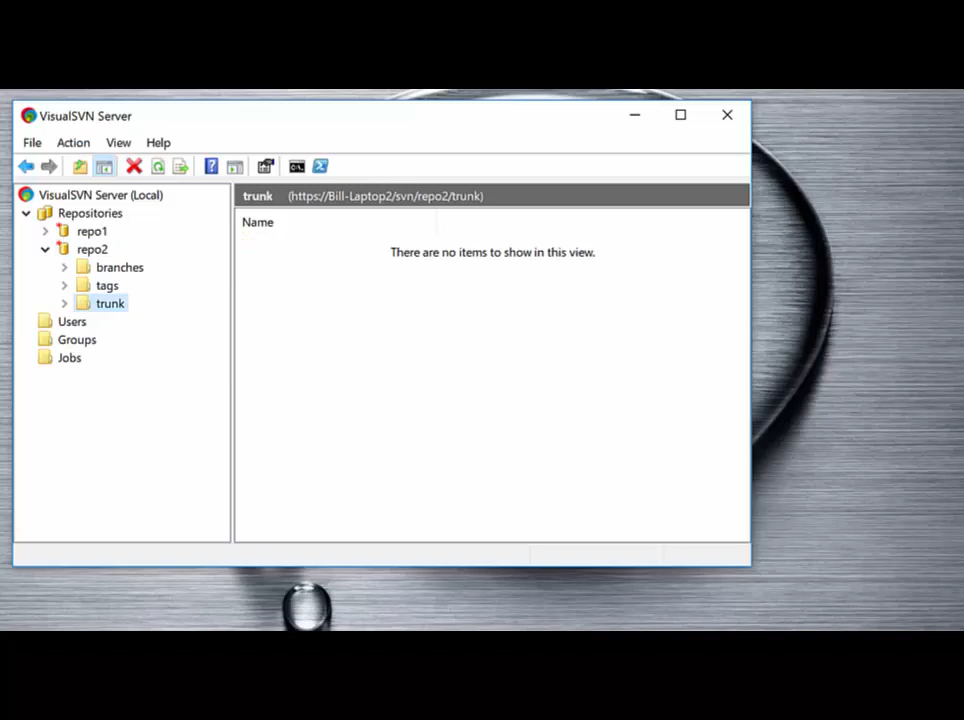 VisualSVN Server
File Action View Help
VisualSVN Server (Local)
Repositories
repo1
repo2
branches
tags
trunk
Users
Groups
Jobs
trunk (https://Bill-Laptop2/svn/repo2/trunk)
Name
There are no items to show in this view.